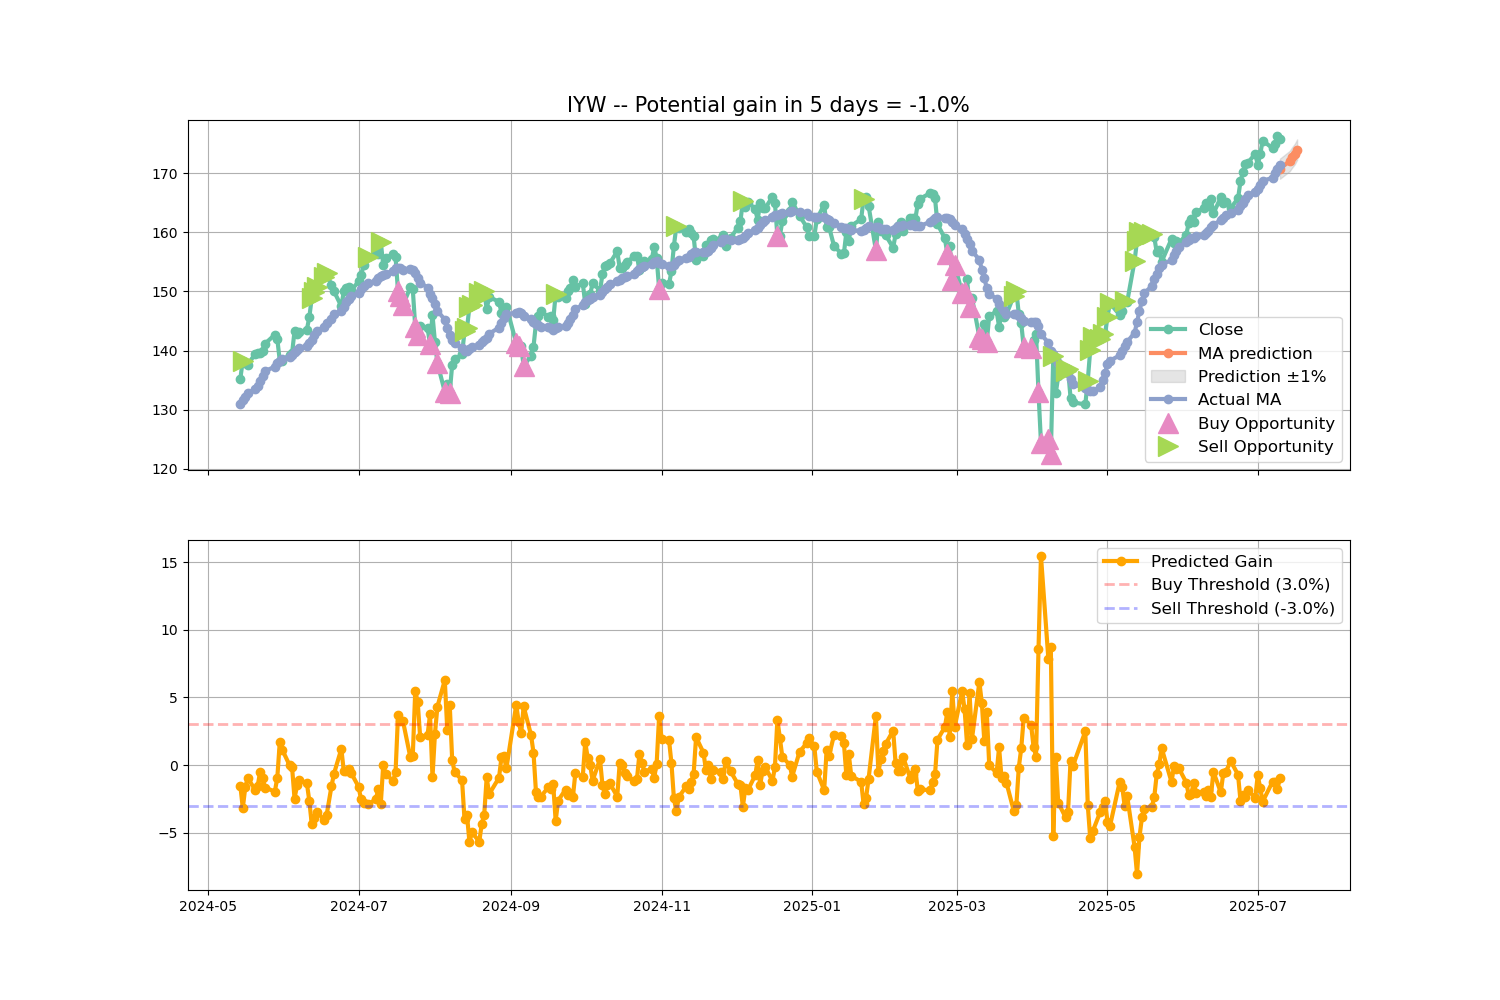 IYW -- Potential gain in 5 days = -1.0%
170
160
150
140
130
120
Close
MA prediction
Prediction ±1%
Actual MA
Buy Opportunity
Sell Opportunity
15
10
5
0
−5
Predicted Gain
Buy Threshold (3.0%)
Sell Threshold (-3.0%)
2024-05
2024-07
2024-09
2024-11
2025-01
2025-03
2025-05
2025-07